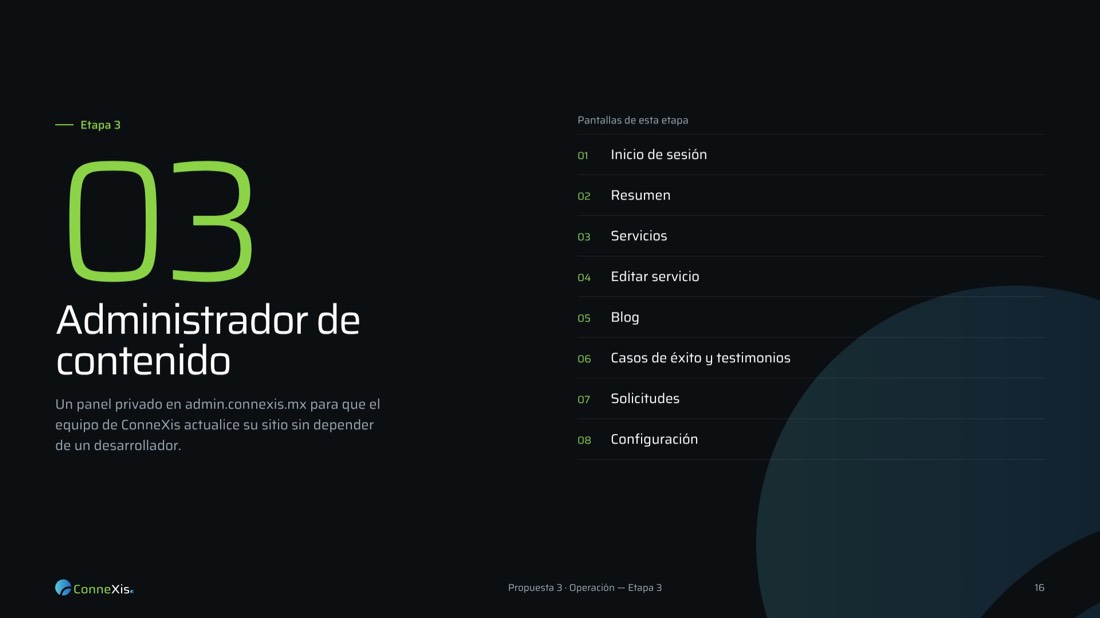 Etapa 3
03
Administrador de
contenido
Un panel privado en admin.connexis.mx para que el
equipo de ConneXis actualice su sitio sin depender
de un desarrollador.
Pantallas de esta etapa
01 Inicio de sesión
02 Resumen
03 Servicios
04 Editar servicio
05 Blog
06 Casos de éxito y testimonios
07 Solicitudes
08 Configuración
ConneXis
Propuesta 3 · Operación — Etapa 3
16